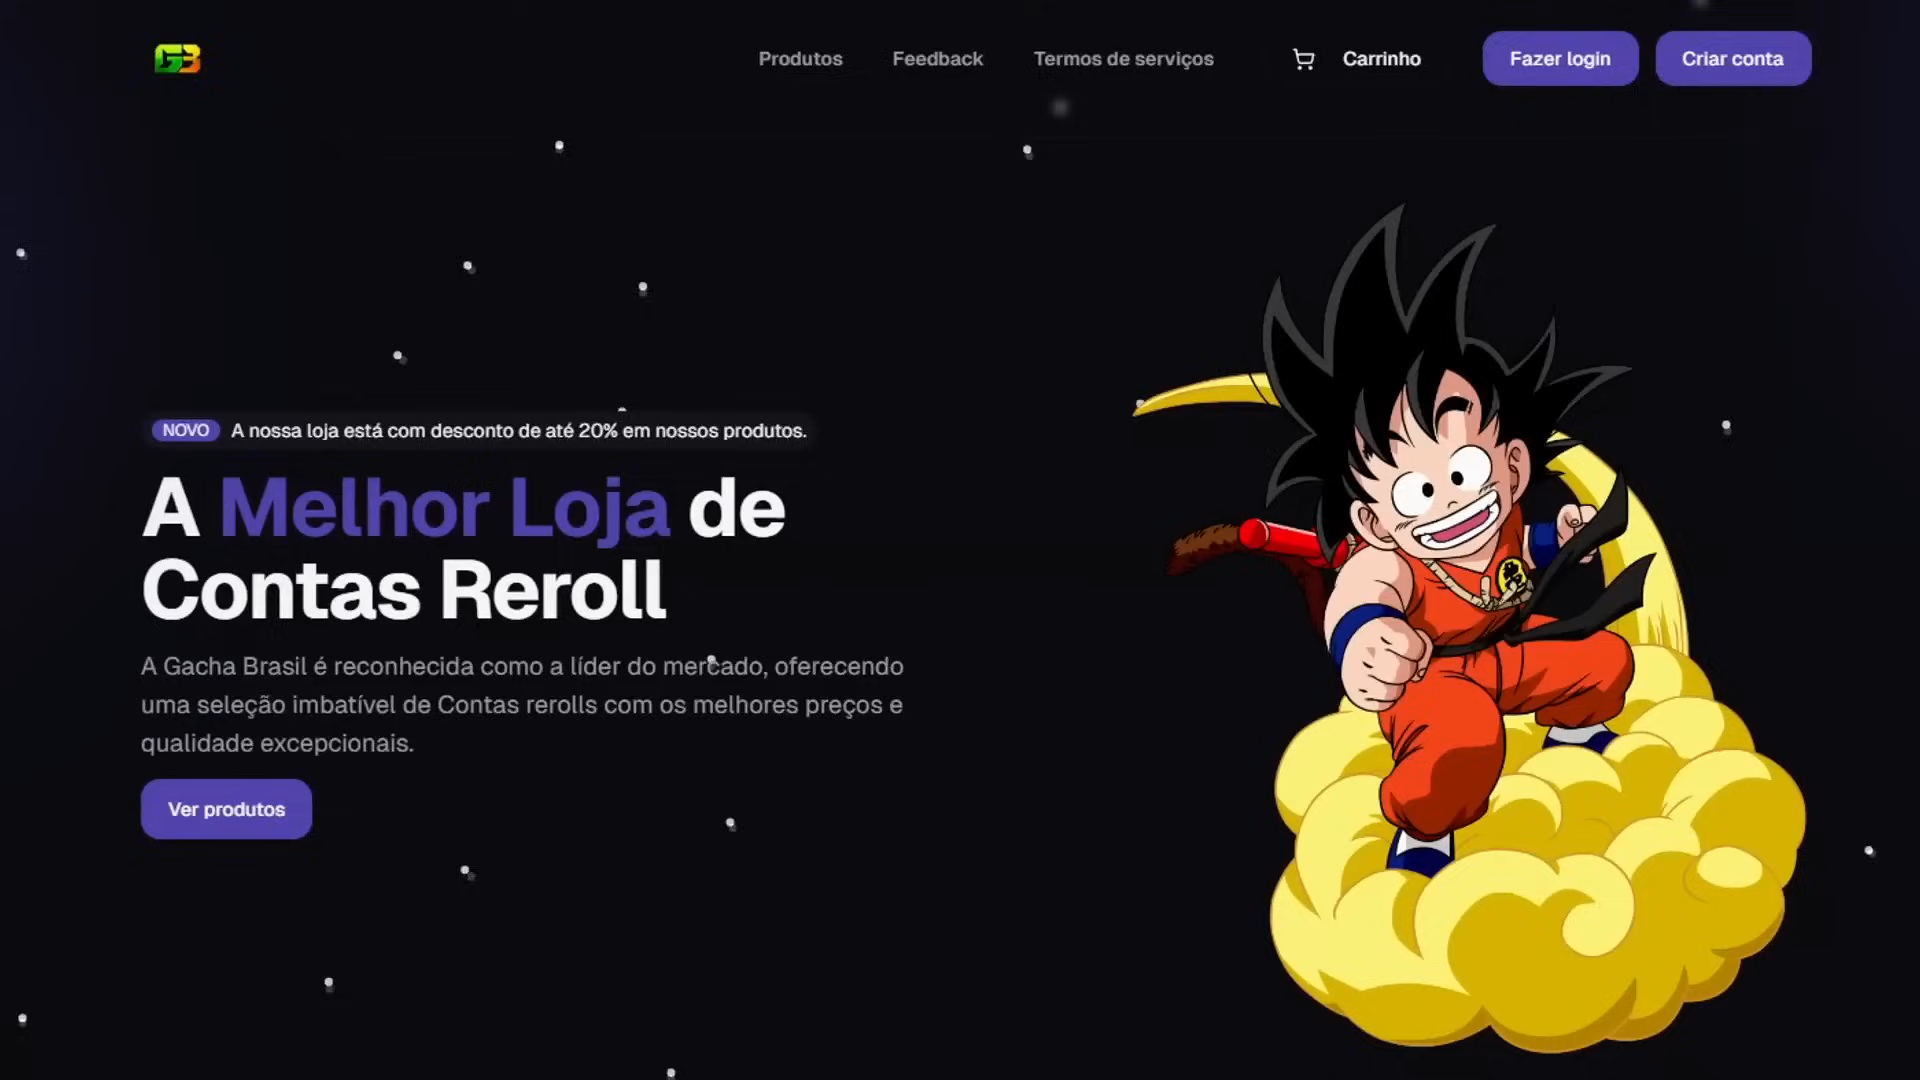 GB
Produtos
Feedback
Termos de serviços
Carrinho
Fazer login
Criar conta
NOVO A nossa loja está com desconto de até 20% em nossos produtos.
A Melhor Loja de
Contas Reroll
A Gacha Brasil é reconhecida como a líder do mercado, oferecendo
uma seleção imbatível de Contas rerolls com os melhores preços e
qualidade excepcionais.
Ver produtos